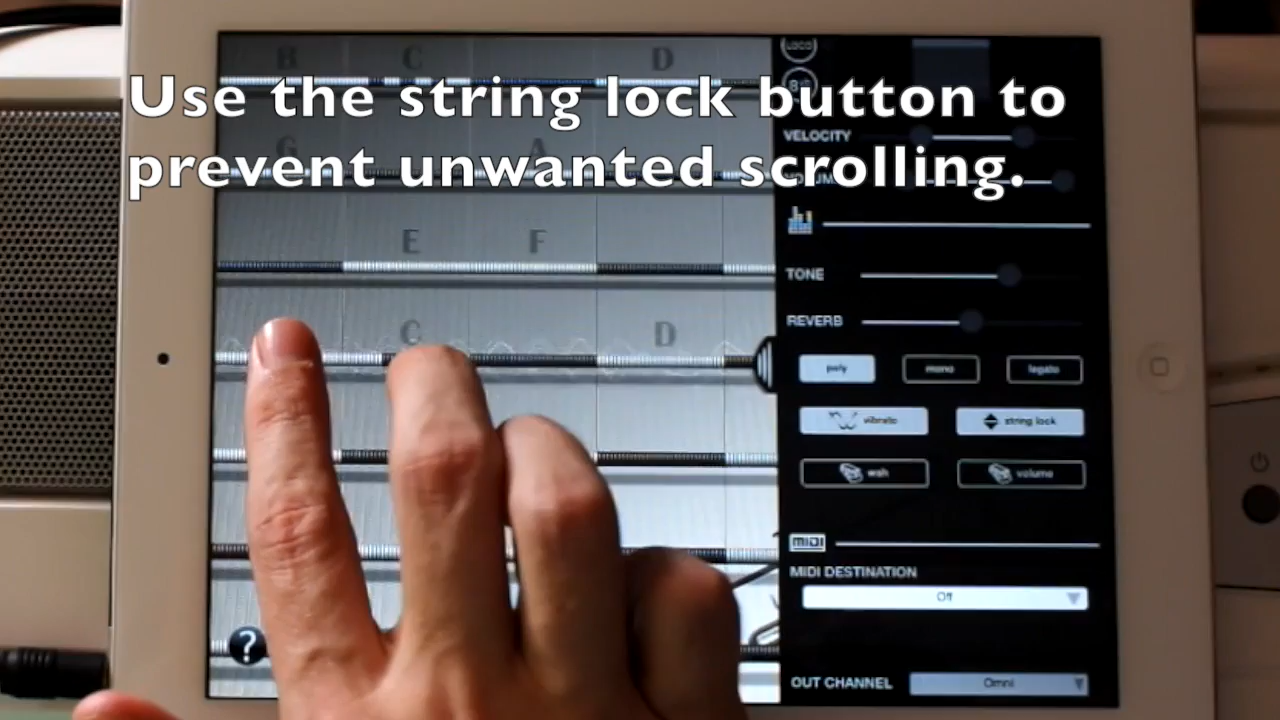 B C D
Use the string lock button to
VELOCITY
G A
prevent unwanted scrolling.
E F
TONE
C D
REVERB
poly mono legato
vibrato string lock
wah volume
MIDI
MIDI DESTINATION
Off
?
OUT CHANNEL Omni